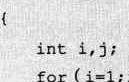 {
int i,j;
for(i=1;